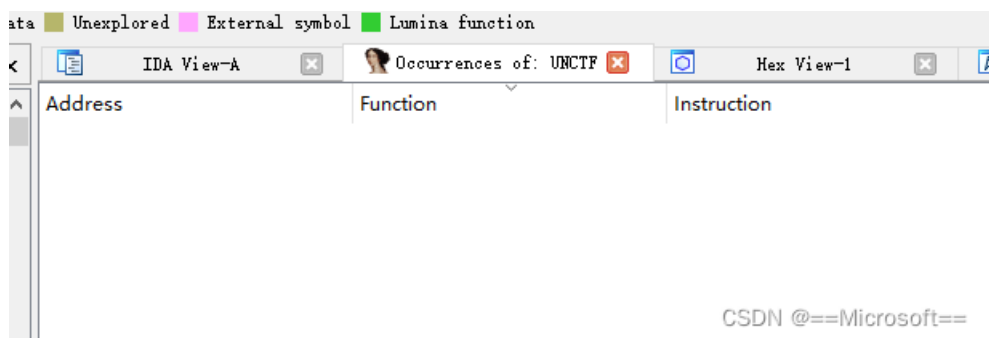 ata Unexplored External symbol Lumina function
IDA View-A Occurrences of: UNCTF Hex View-1
Address Function Instruction
CSDN @==Microsoft==